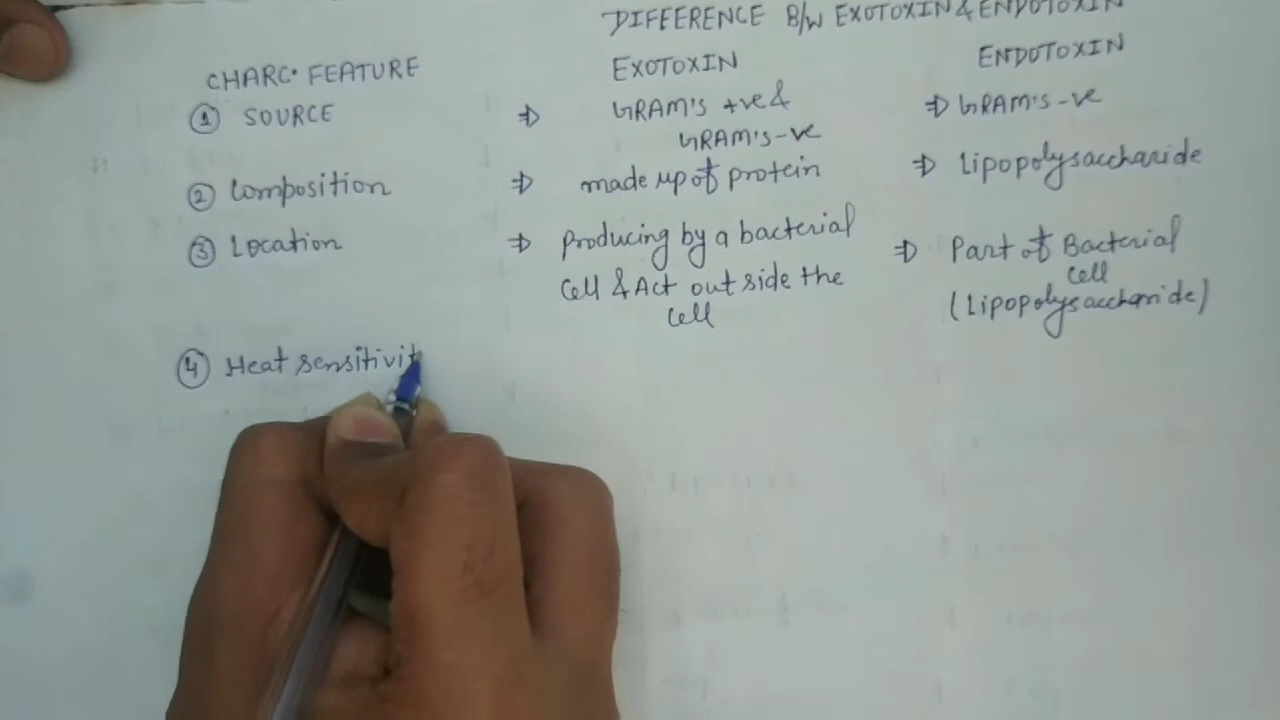 DIFFERENCE B/W EXOTOXIN & ENDOTOXIN
CHARC. FEATURE EXOTOXIN ENDOTOXIN
① SOURCE ⇒ GRAM'S +ve & ⇒ GRAM'S -ve
GRAM'S -ve
② Composition ⇒ made up of protein ⇒ Lipopolysaccharide
③ Location ⇒ Producing by a bacterial ⇒ Part of Bacterial
Cell & Act out side the Cell
Cell (Lipopolysaccharide)
④ Heat sensitivit